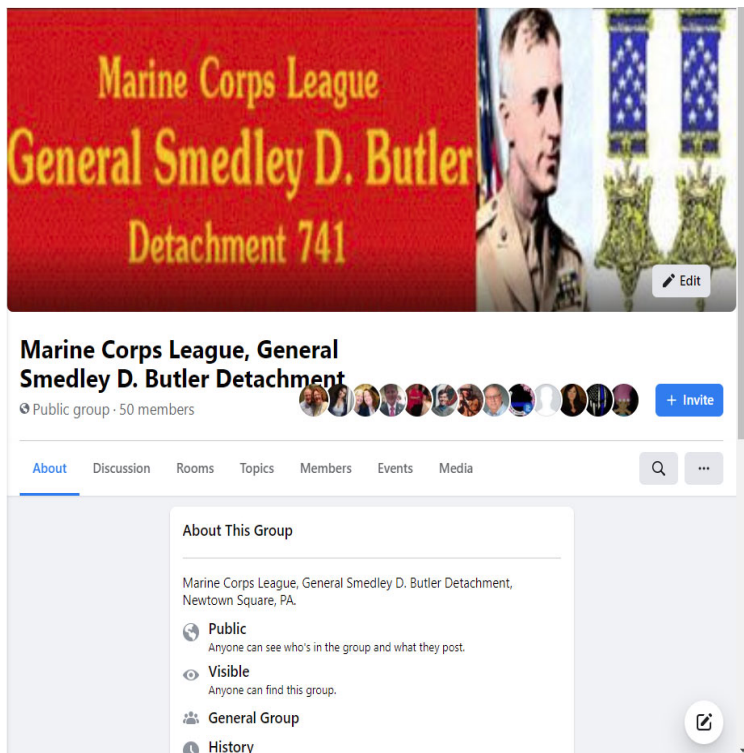 Marine Corps League
General Smedley D. Butler
Detachment 741
Edit
Marine Corps League, General
Smedley D. Butler Detachment
Public group · 50 members
+ Invite
About Discussion Rooms Topics Members Events Media
About This Group
Marine Corps League, General Smedley D. Butler Detachment,
Newtown Square, PA.
Public
Anyone can see who's in the group and what they post.
Visible
Anyone can find this group.
General Group
History